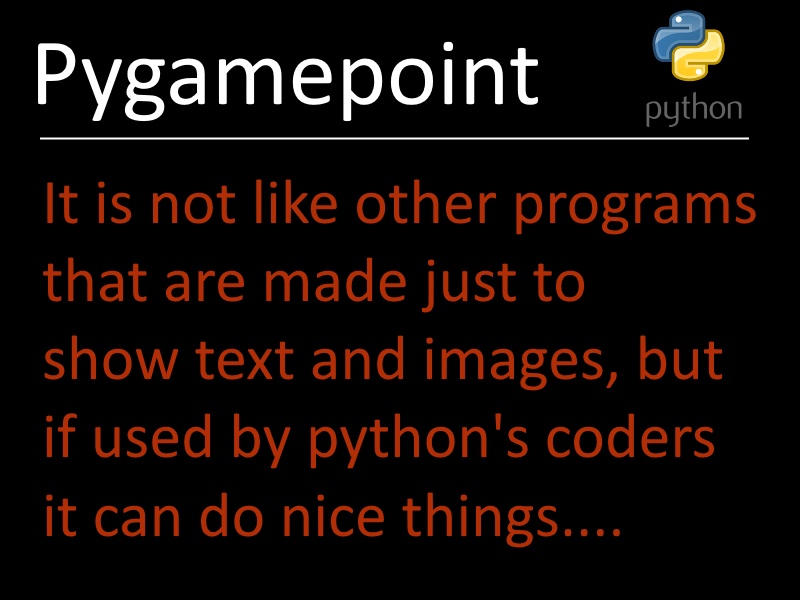 Pygamepoint
python
It is not like other programs
that are made just to
show text and images, but
if used by python's coders
it can do nice things....